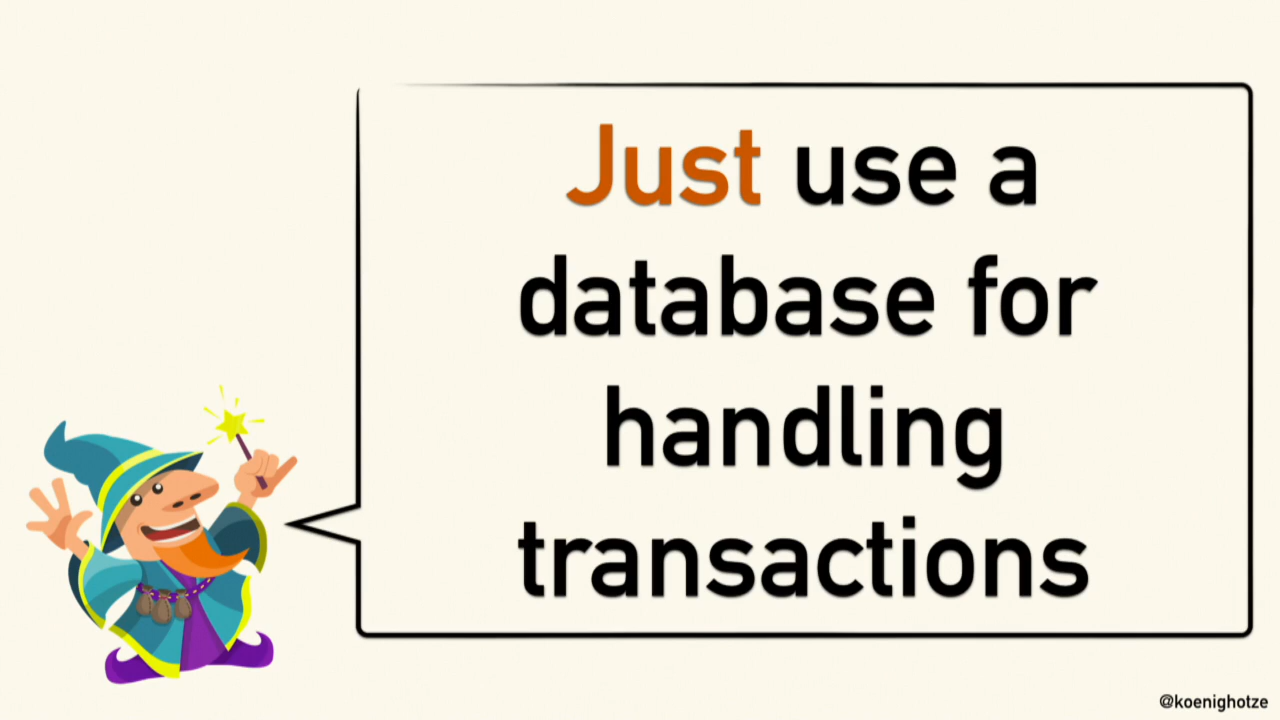 Just use a
database for
handling
transactions
@koenighotze